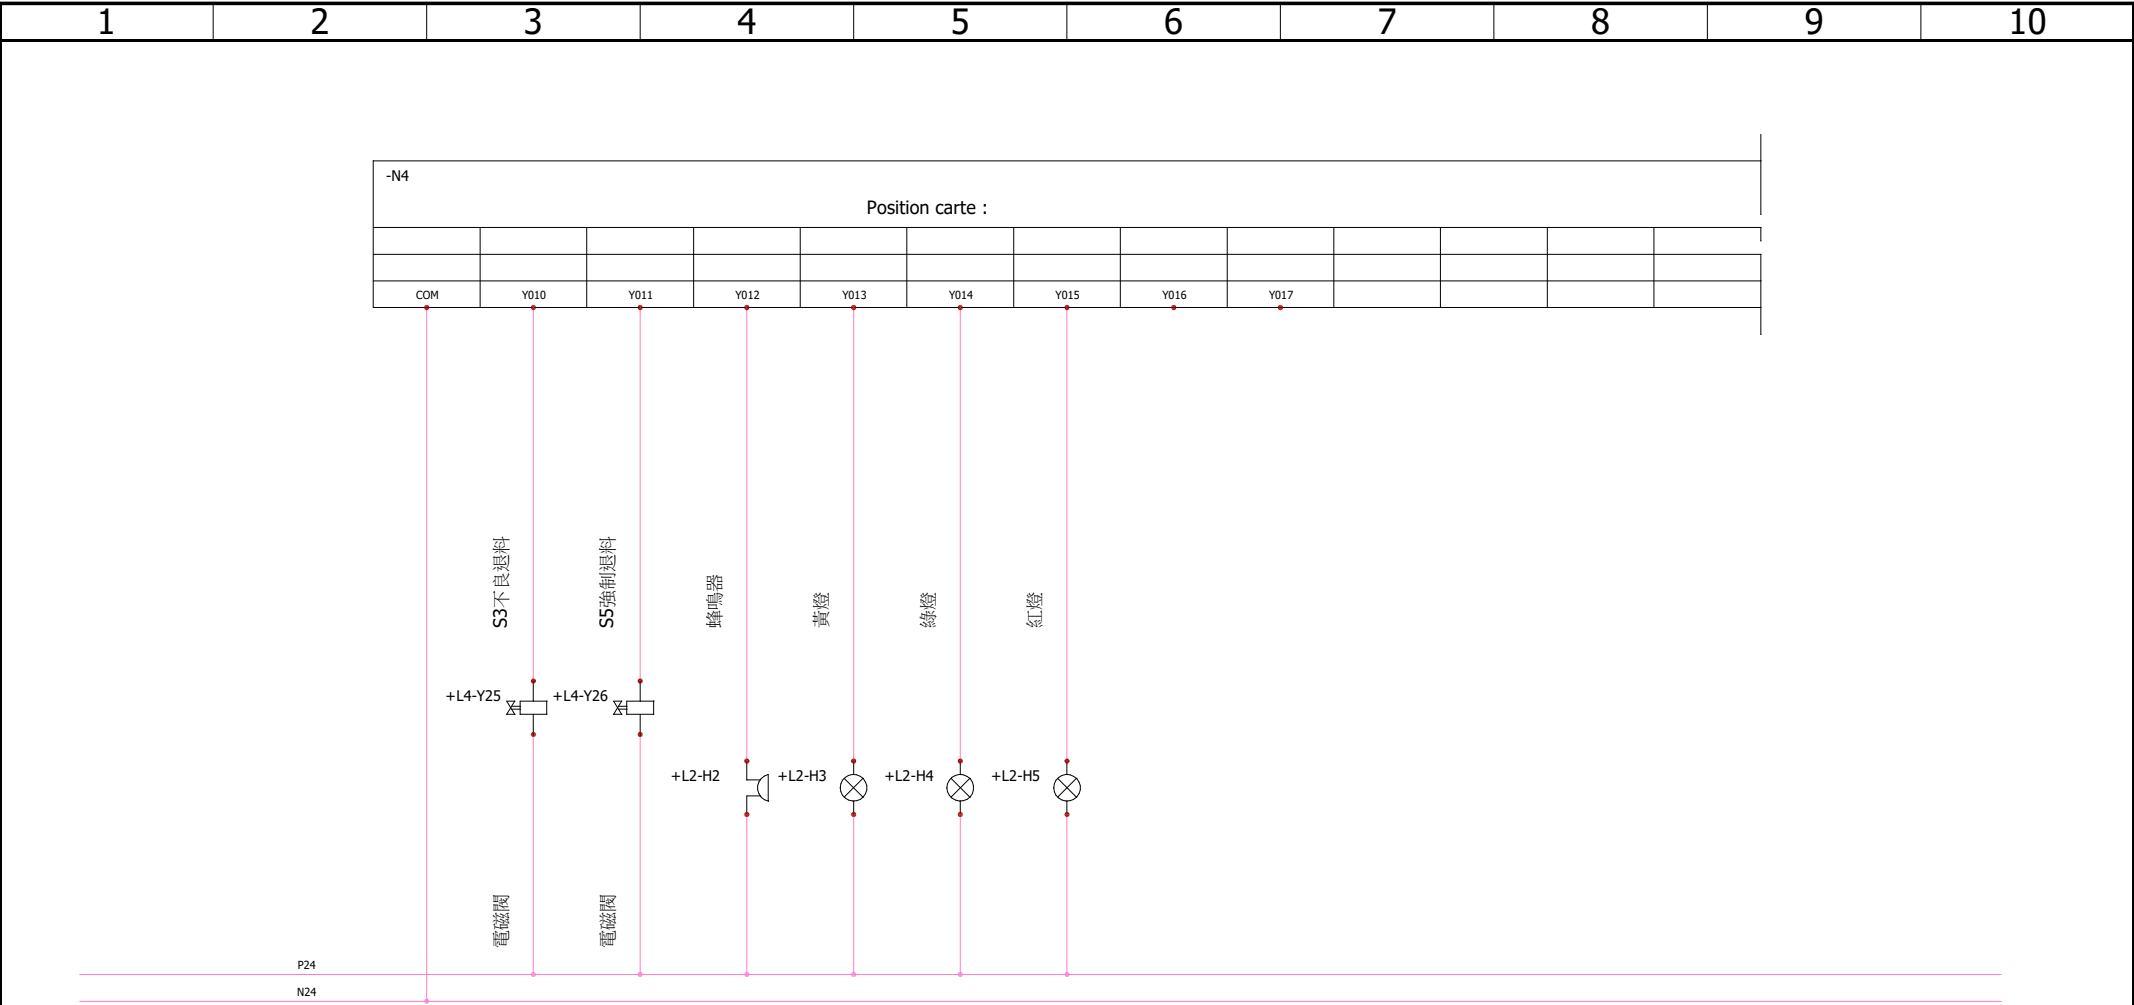 1 2 3 4 5 6 7 8 9 10
-N4
Position carte :
COM Y010 Y011 Y012 Y013 Y014 Y015 Y016 Y017
S3不良退料
S5強制退料
蜂鳴器
黃燈
綠燈
紅燈
+L4-Y25 +L4-Y26
+L2-H2 +L2-H3 +L2-H4 +L2-H5
電磁閥
電磁閥
P24
N24